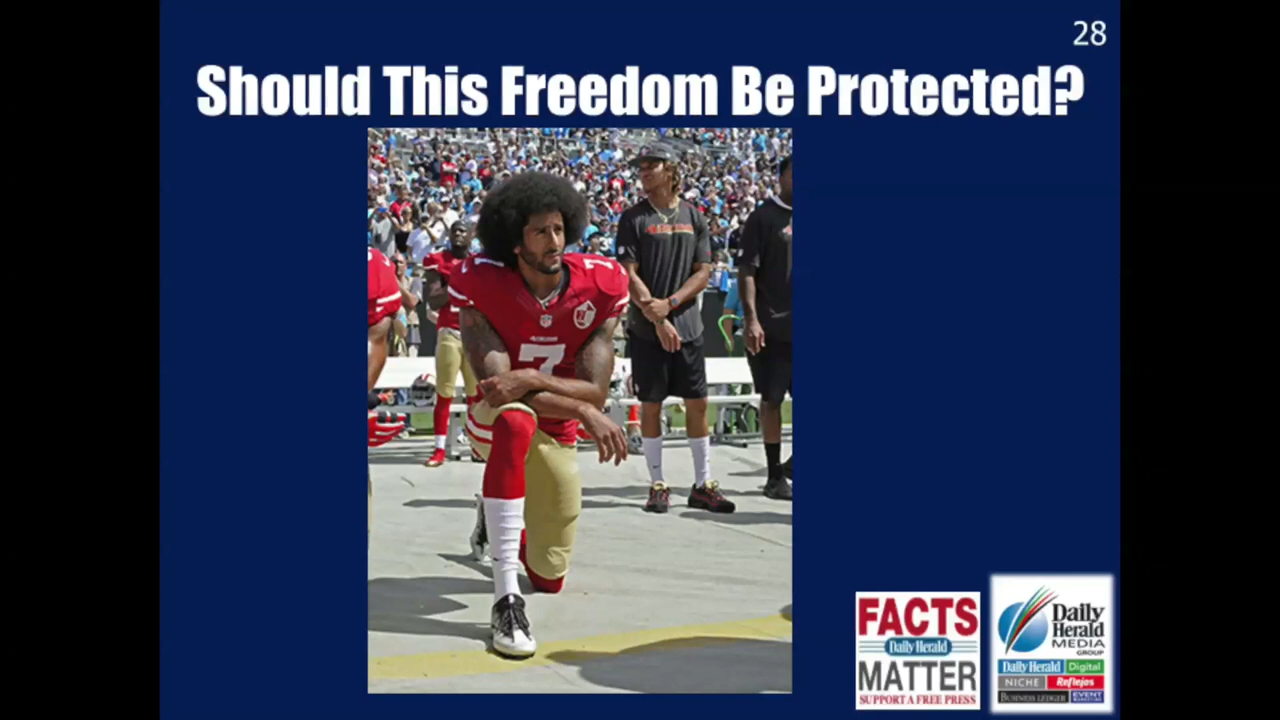 28
Should This Freedom Be Protected?
7
7
FACTS
Daily Herald
MATTER
SUPPORT A FREE PRESS
Daily
Herald
MEDIA
GROUP
Daily Herald Digital
NICHE Reflejos
BUSINESS LEDGER EVENT